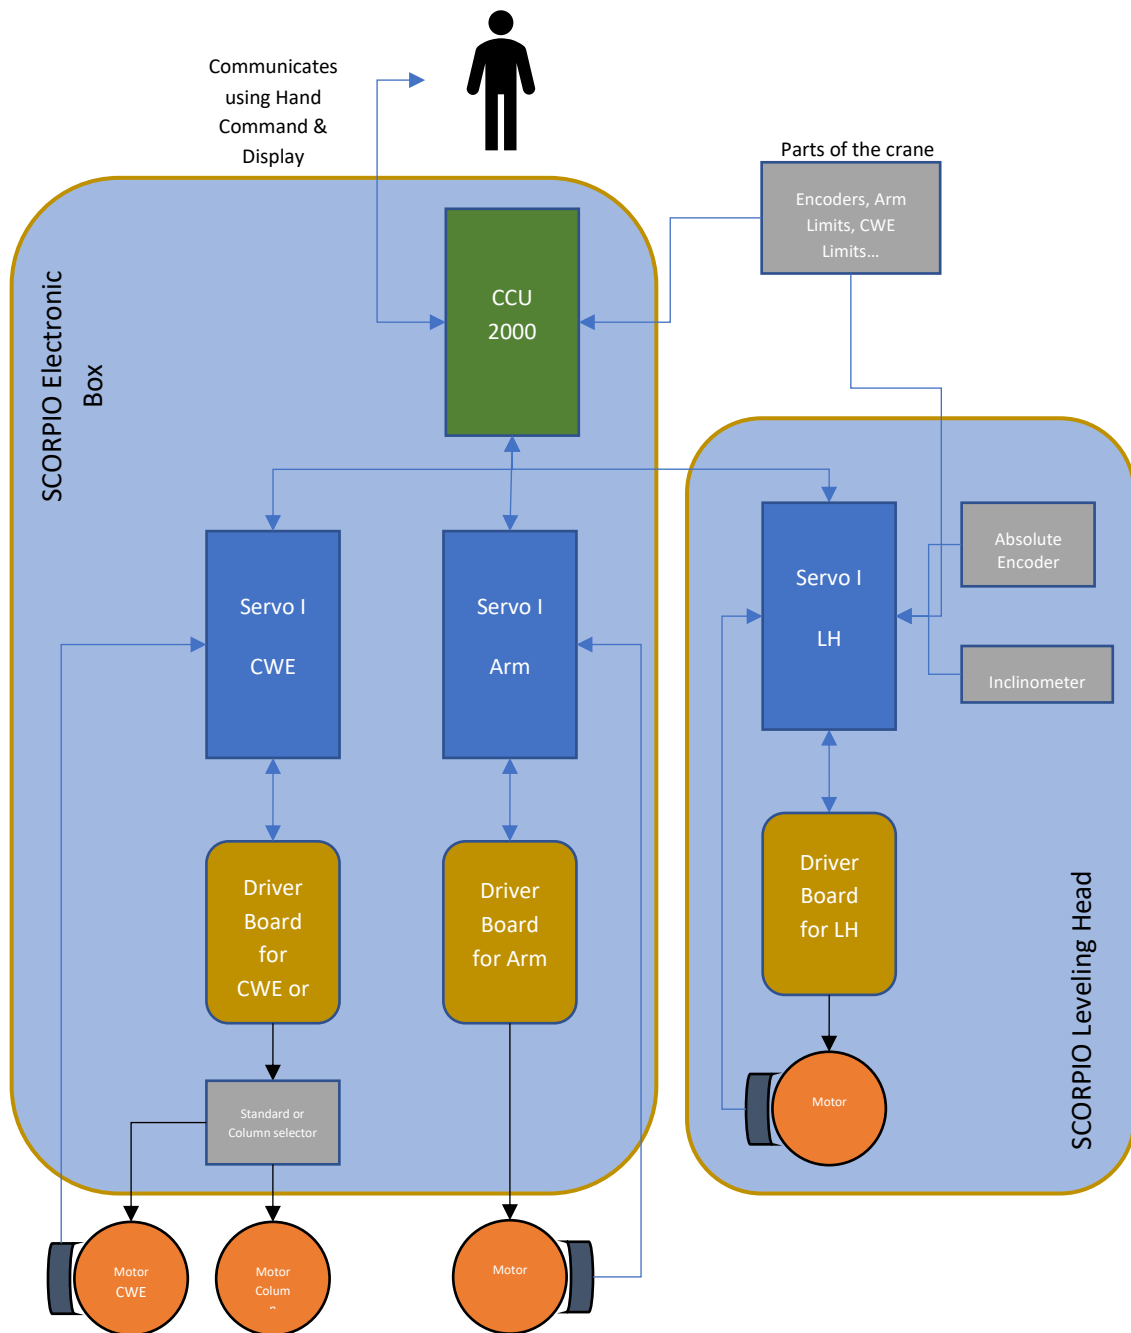 Communicates
using Hand
Command &
Display
Parts of the crane
Encoders, Arm
Limits, CWE
Limits...
SCORPIO Electronic
Box
CCU
2000
Servo I
CWE
Servo I
Arm
Servo I
LH
Absolute
Encoder
Inclinometer
Driver
Board
for
CWE or
Driver
Board
for Arm
Driver
Board
for LH
SCORPIO Leveling Head
Standard or
Column selector
Motor
Motor
CWE
Motor
Colum
Motor